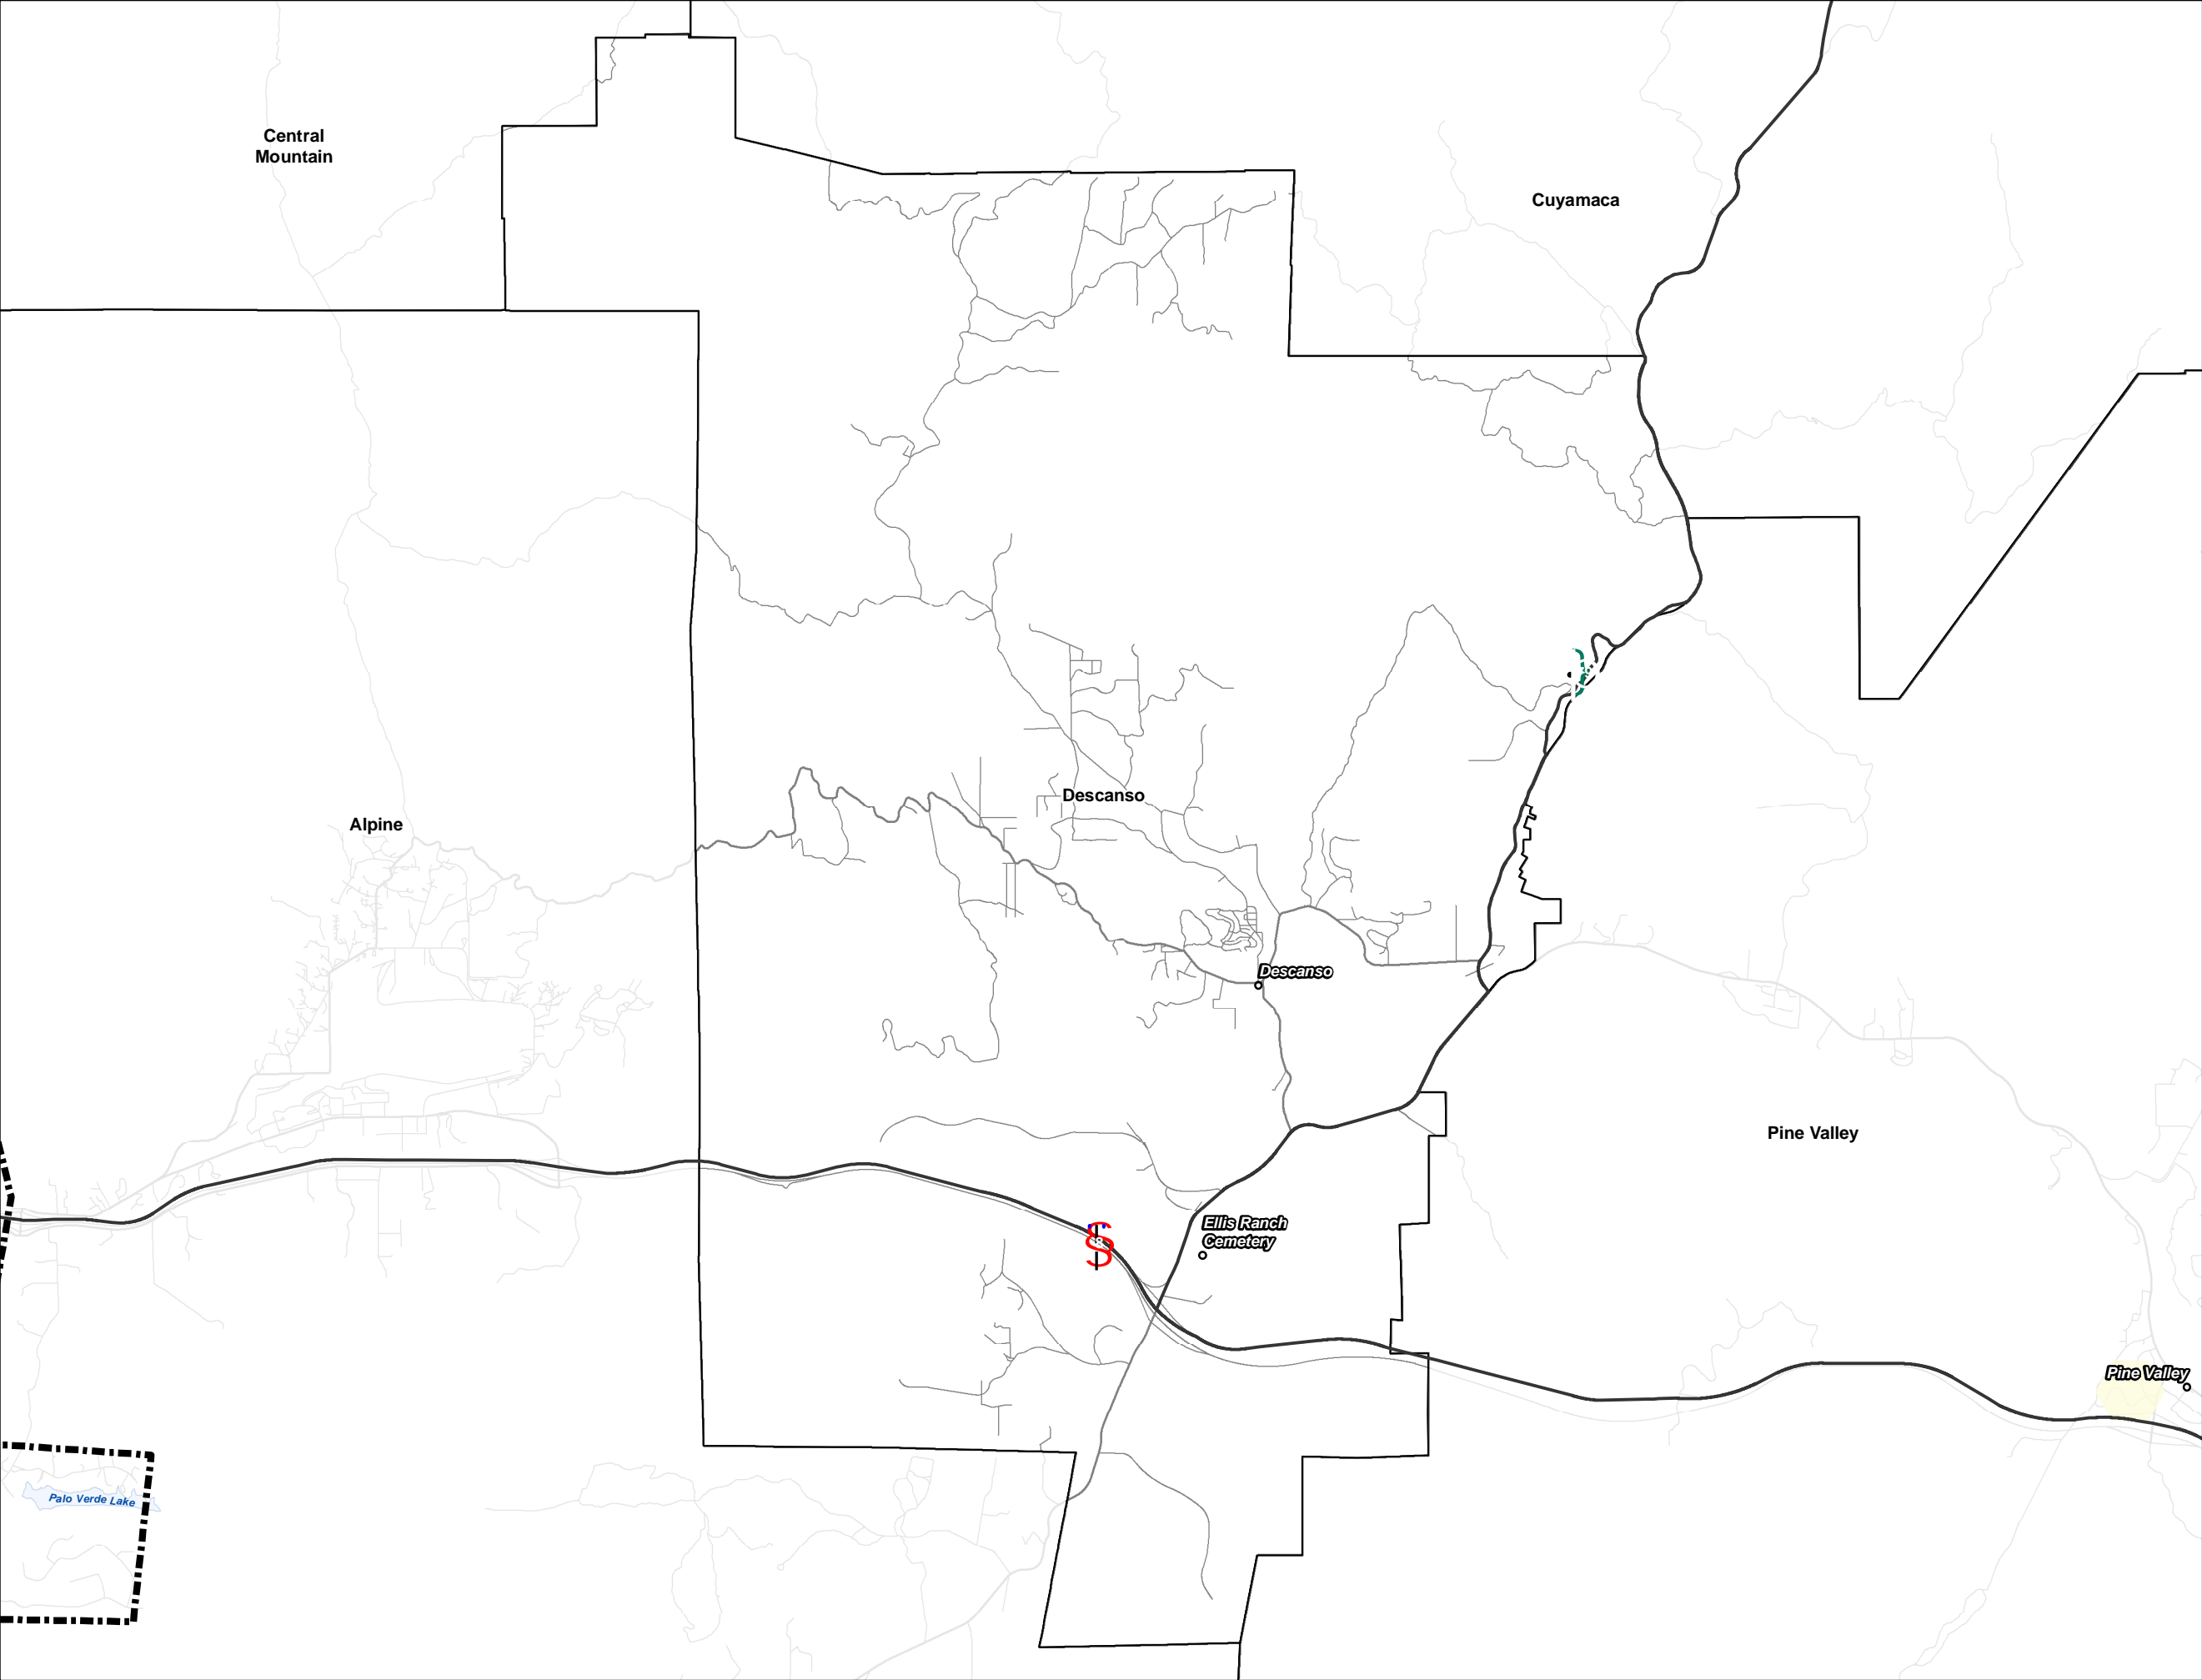 Central
Mountain
Cuyamaca
Descanso
Alpine
Descanso
Pine Valley
Ellis Ranch
Cemetery
Pine Valley
Palo Verde Lake